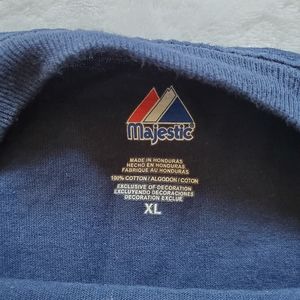 Majestic
MADE IN HONDURAS
HECHO EN HONDURAS
FABRIQUE AU HONDURAS
100% COTTON / ALGODON / COTON
EXCLUSIVE OF DECORATION
EXCLUYENDO DECORACIONES
DECORATION EXCLUE
XL